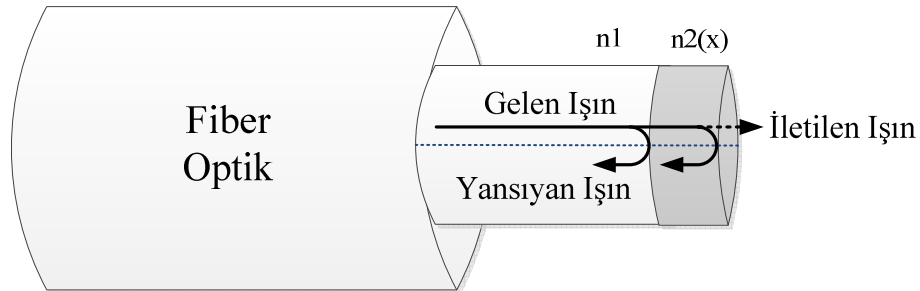 n1
n2(x)
Gelen Işın
Fiber
Optik
İletilen Işın
Yansıyan Işın